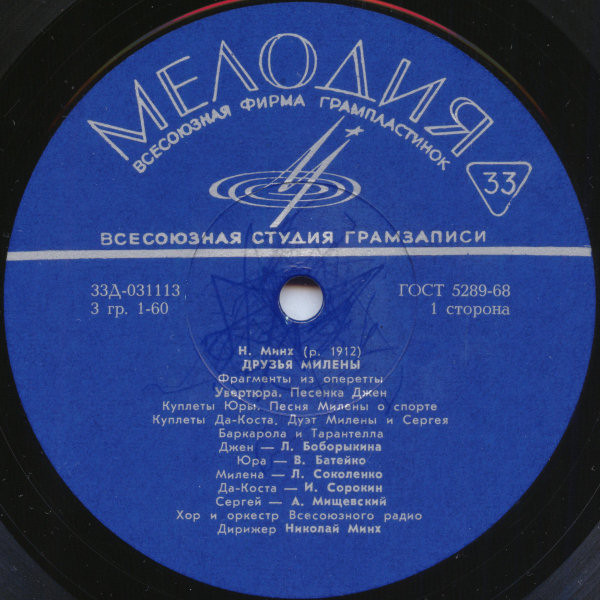 МЕЛОДИЯ
ВСЕСОЮЗНАЯ ФИРМА ГРАМПЛАСТИНОК
33
ВСЕСОЮЗНАЯ СТУДИЯ ГРАМЗАПИСИ
33Д-031113
ГОСТ 5289-68
3 гр. 1-60
1 сторона
Н. Минх (р. 1912)
ДРУЗЬЯ МИЛЕНЫ
Фрагменты из оперетты
Увертюра. Песенка Джен
Куплеты Юры. Песня Милены о спорте
Куплеты Да-Коста. Дуэт Милены и Сергея
Баркарола и Тарантелла
Джен — Л. Боборыкина
Юра — В. Батейко
Милена — Л. Соколенко
Да-Коста — И. Сорокин
Сергей — А. Мищевский
Хор и оркестр Всесоюзного радио
Дирижер Николай Минх